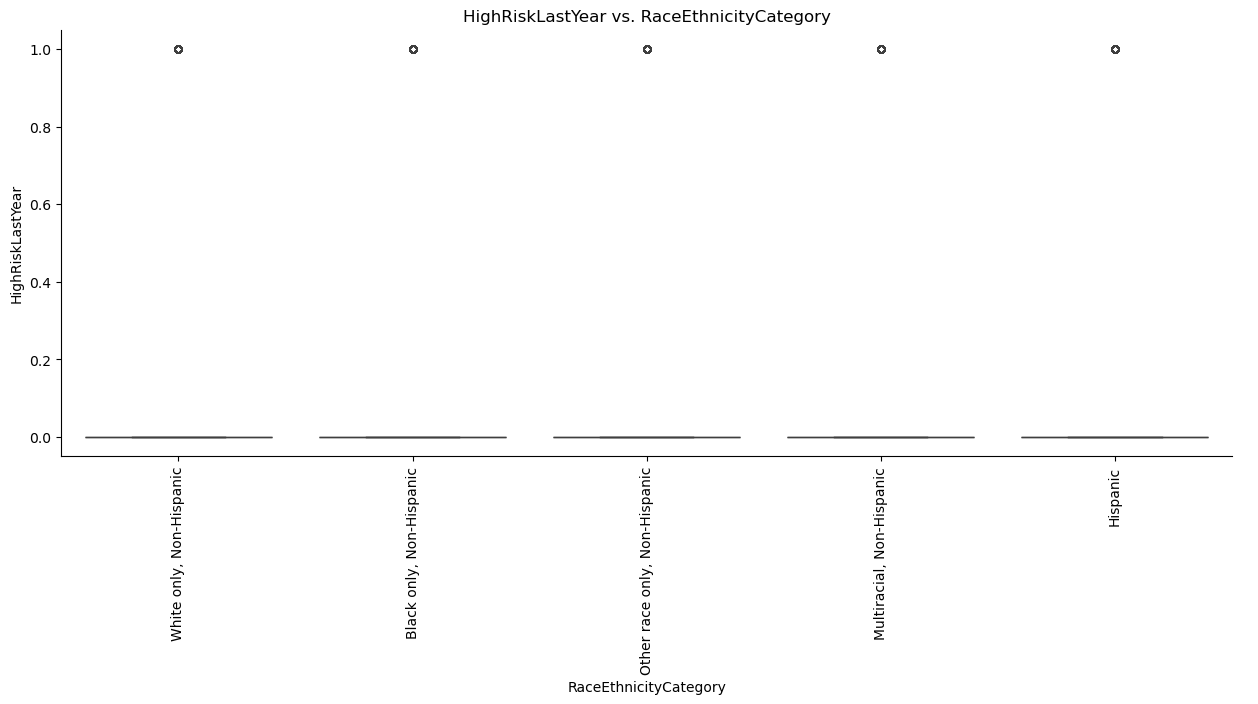 HighRiskLastYear vs. RaceEthnicityCategory
1.0
0.8
0.6
0.4
0.2
0.0
HighRiskLastYear
White only, Non-Hispanic
Black only, Non-Hispanic
Other race only, Non-Hispanic
Multiracial, Non-Hispanic
Hispanic
RaceEthnicityCategory